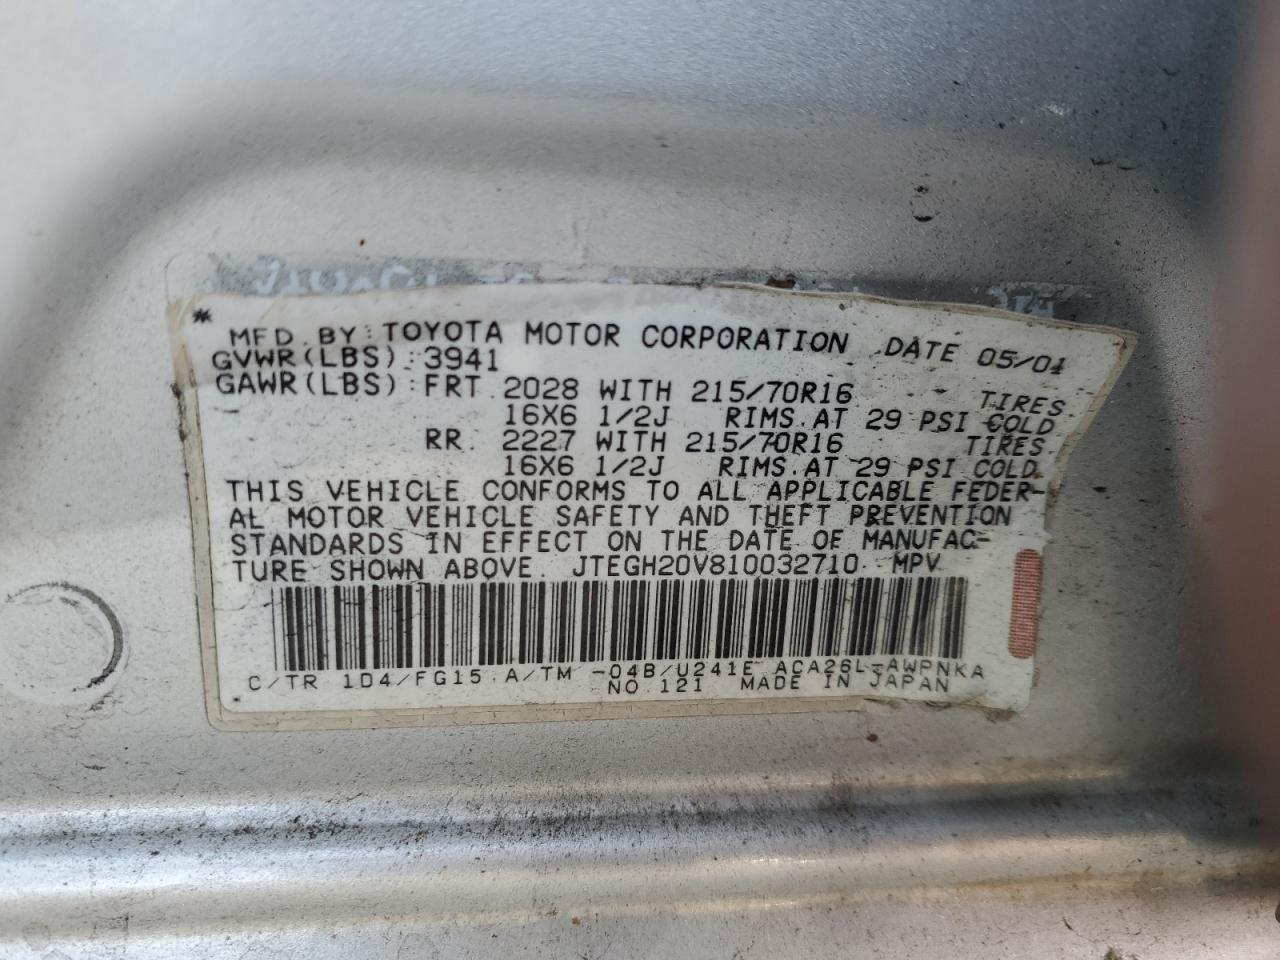 MFD. BY: TOYOTA MOTOR CORPORATION DATE 05/01
GVWR(LBS): 3941
GAWR(LBS): FRT 2028 WITH 215/70R16 TIRES
16X6 1/2J RIMS.AT 29 PSI COLD
RR. 2227 WITH 215/70R16 TIRES.
16X6 1/2J RIMS.AT 29 PSI COLD.
THIS VEHICLE CONFORMS TO ALL APPLICABLE FEDER-
AL MOTOR VEHICLE SAFETY AND THEFT PREVENTION
STANDARDS IN EFFECT ON THE DATE OF MANUFAC-
TURE SHOWN ABOVE. JTEGH20V810032710 MPV
C/TR 1D4/FG15 A/TM -04B/U241E ACA26L-AWPNKA
NO.121 MADE IN JAPAN